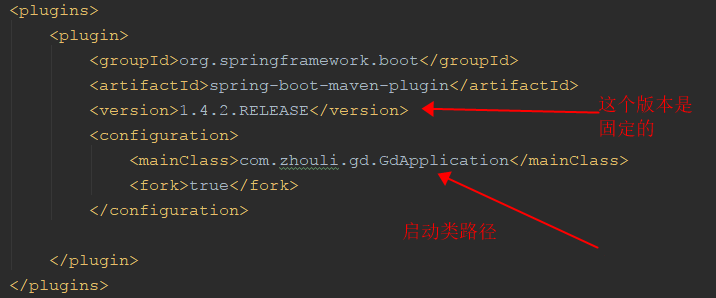 <plugins>
<plugin>
<groupId>org.springframework.boot</groupId>
<artifactId>spring-boot-maven-plugin</artifactId>
<version>1.4.2.RELEASE</version>
这个版本是
固定的
<configuration>
<mainClass>com.zhouli.gd.GdApplication</mainClass>
<fork>true</fork>
</configuration>
启动类路径
</plugin>
</plugins>